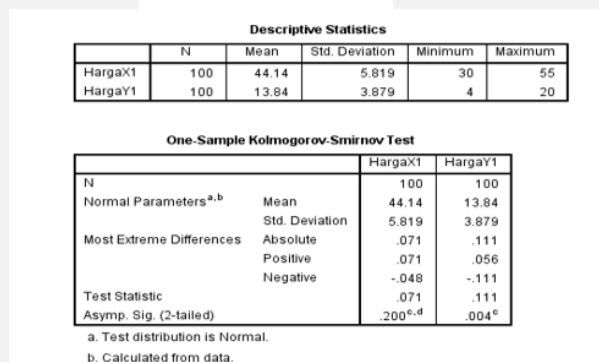 Descriptive Statistics
N Mean Std. Deviation Minimum Maximum
HargaX1 100 44.14 5.819 30 55
HargaY1 100 13.84 3.879 4 20
One-Sample Kolmogorov-Smirnov Test
HargaX1 HargaY1
N 100 100
Normal Parametersa,b Mean 44.14 13.84
Std. Deviation 5.819 3.879
Most Extreme Differences Absolute .071 .111
Positive .071 .056
Negative -.048 -.111
Test Statistic .071 .111
Asymp. Sig. (2-tailed) .200c,d .004c
a. Test distribution is Normal.
b. Calculated from data.